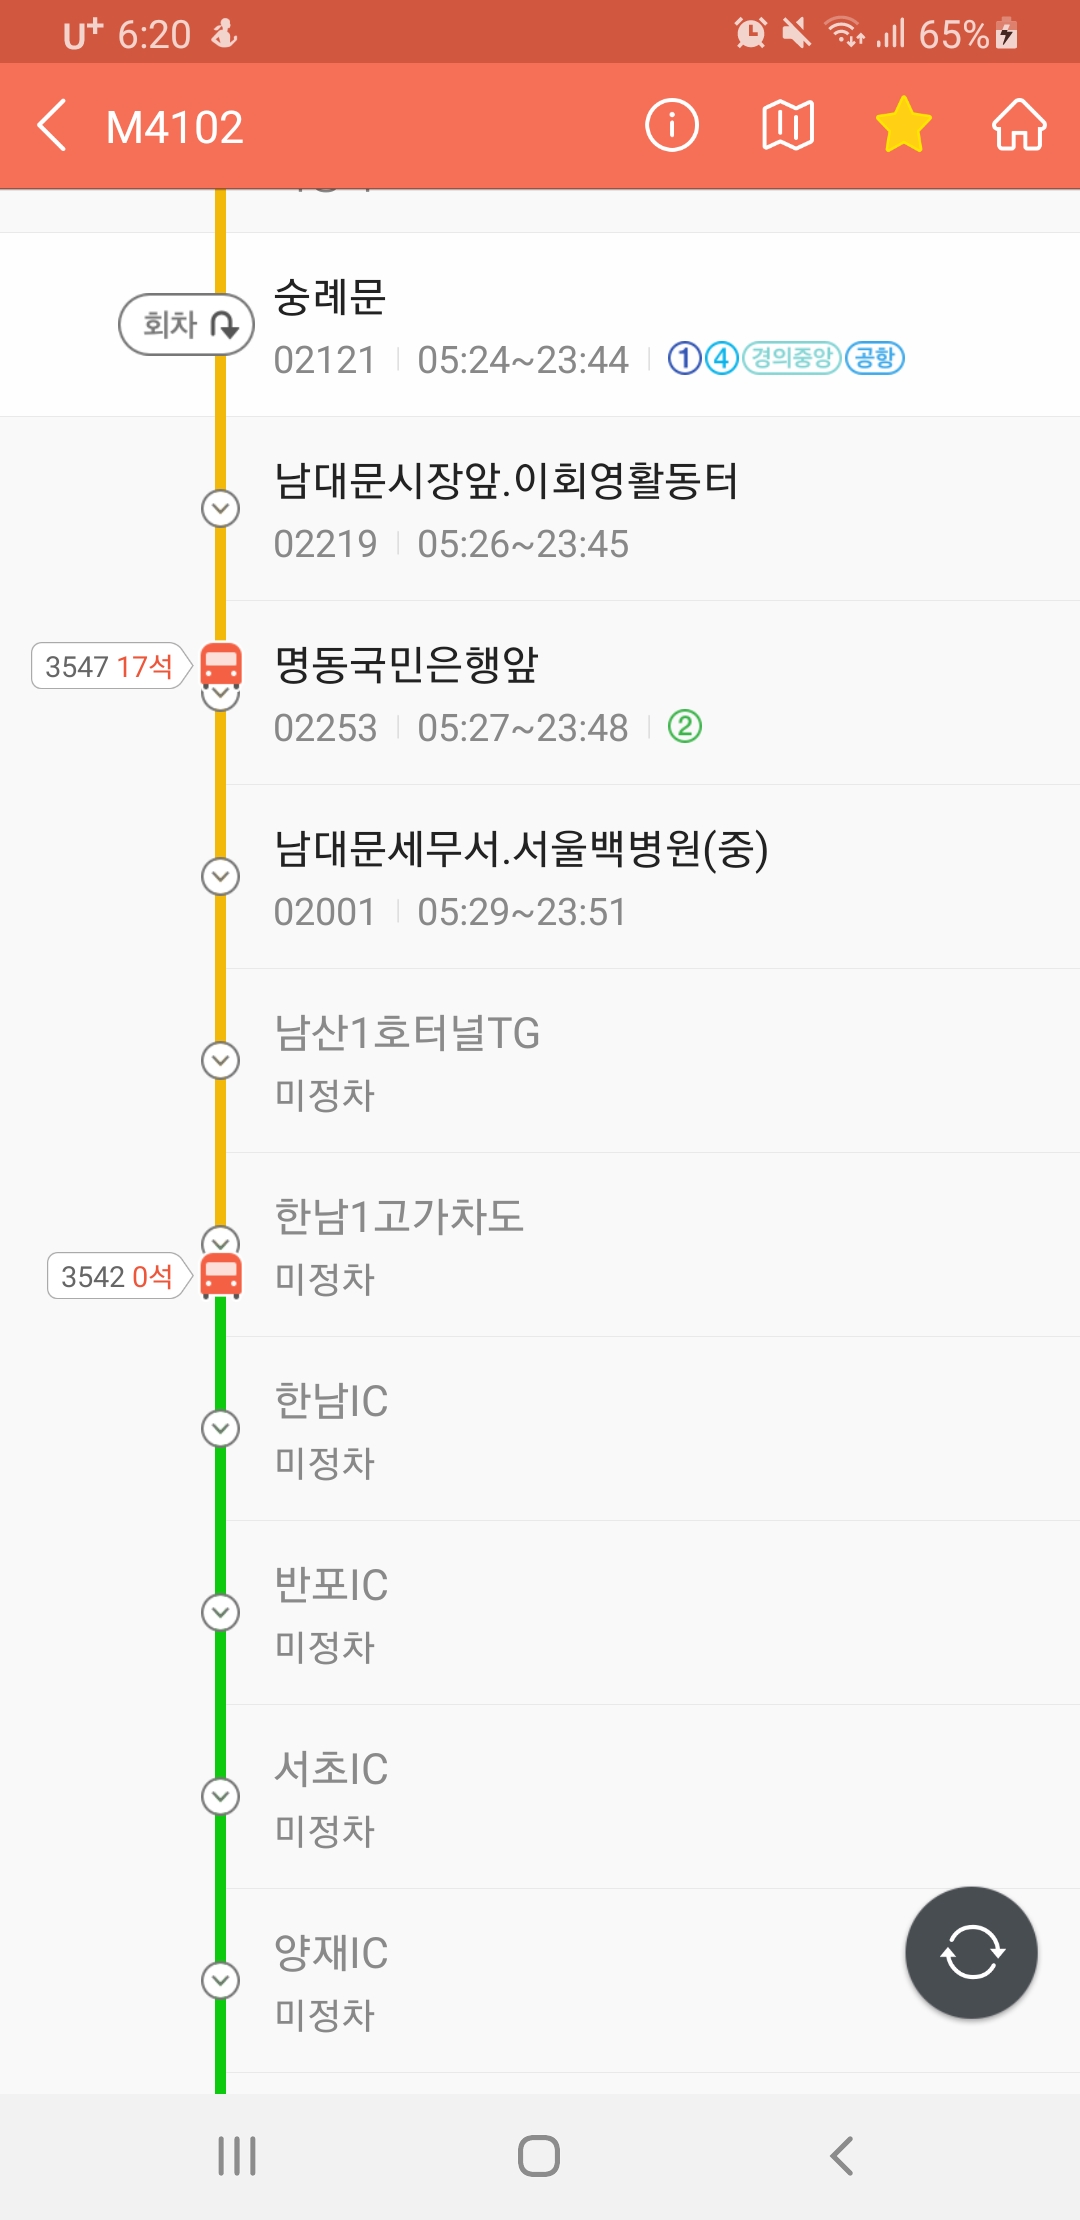 U+ 6:20 65%
M4102
숭례문
회차
02121 05:24~23:44 1 4 경의중앙 공항
남대문시장앞.이회영활동터
02219 05:26~23:45
3547 17석
명동국민은행앞
02253 05:27~23:48 2
남대문세무서.서울백병원(중)
02001 05:29~23:51
남산1호터널TG
미정차
한남1고가차도
3542 0석
미정차
한남IC
미정차
반포IC
미정차
서초IC
미정차
양재IC
미정차